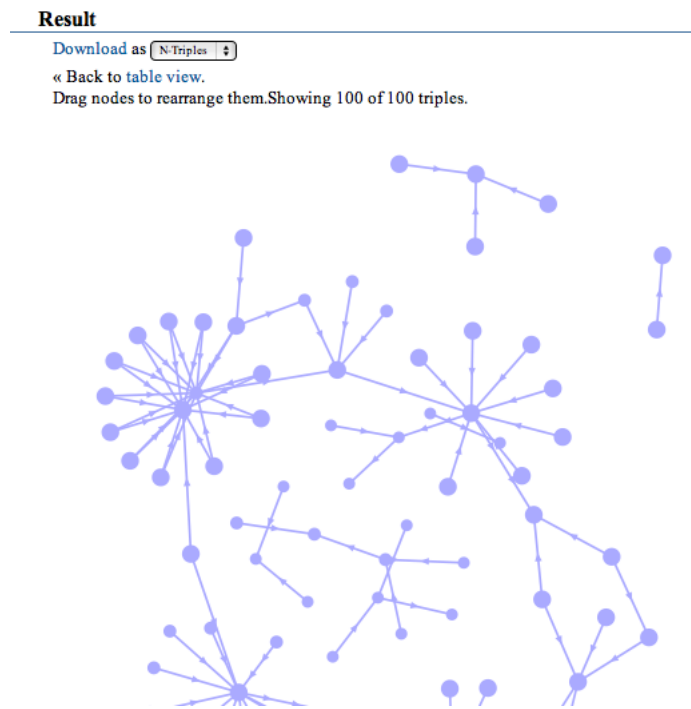 Result
Download as N-Triples
« Back to table view.
Drag nodes to rearrange them.Showing 100 of 100 triples.